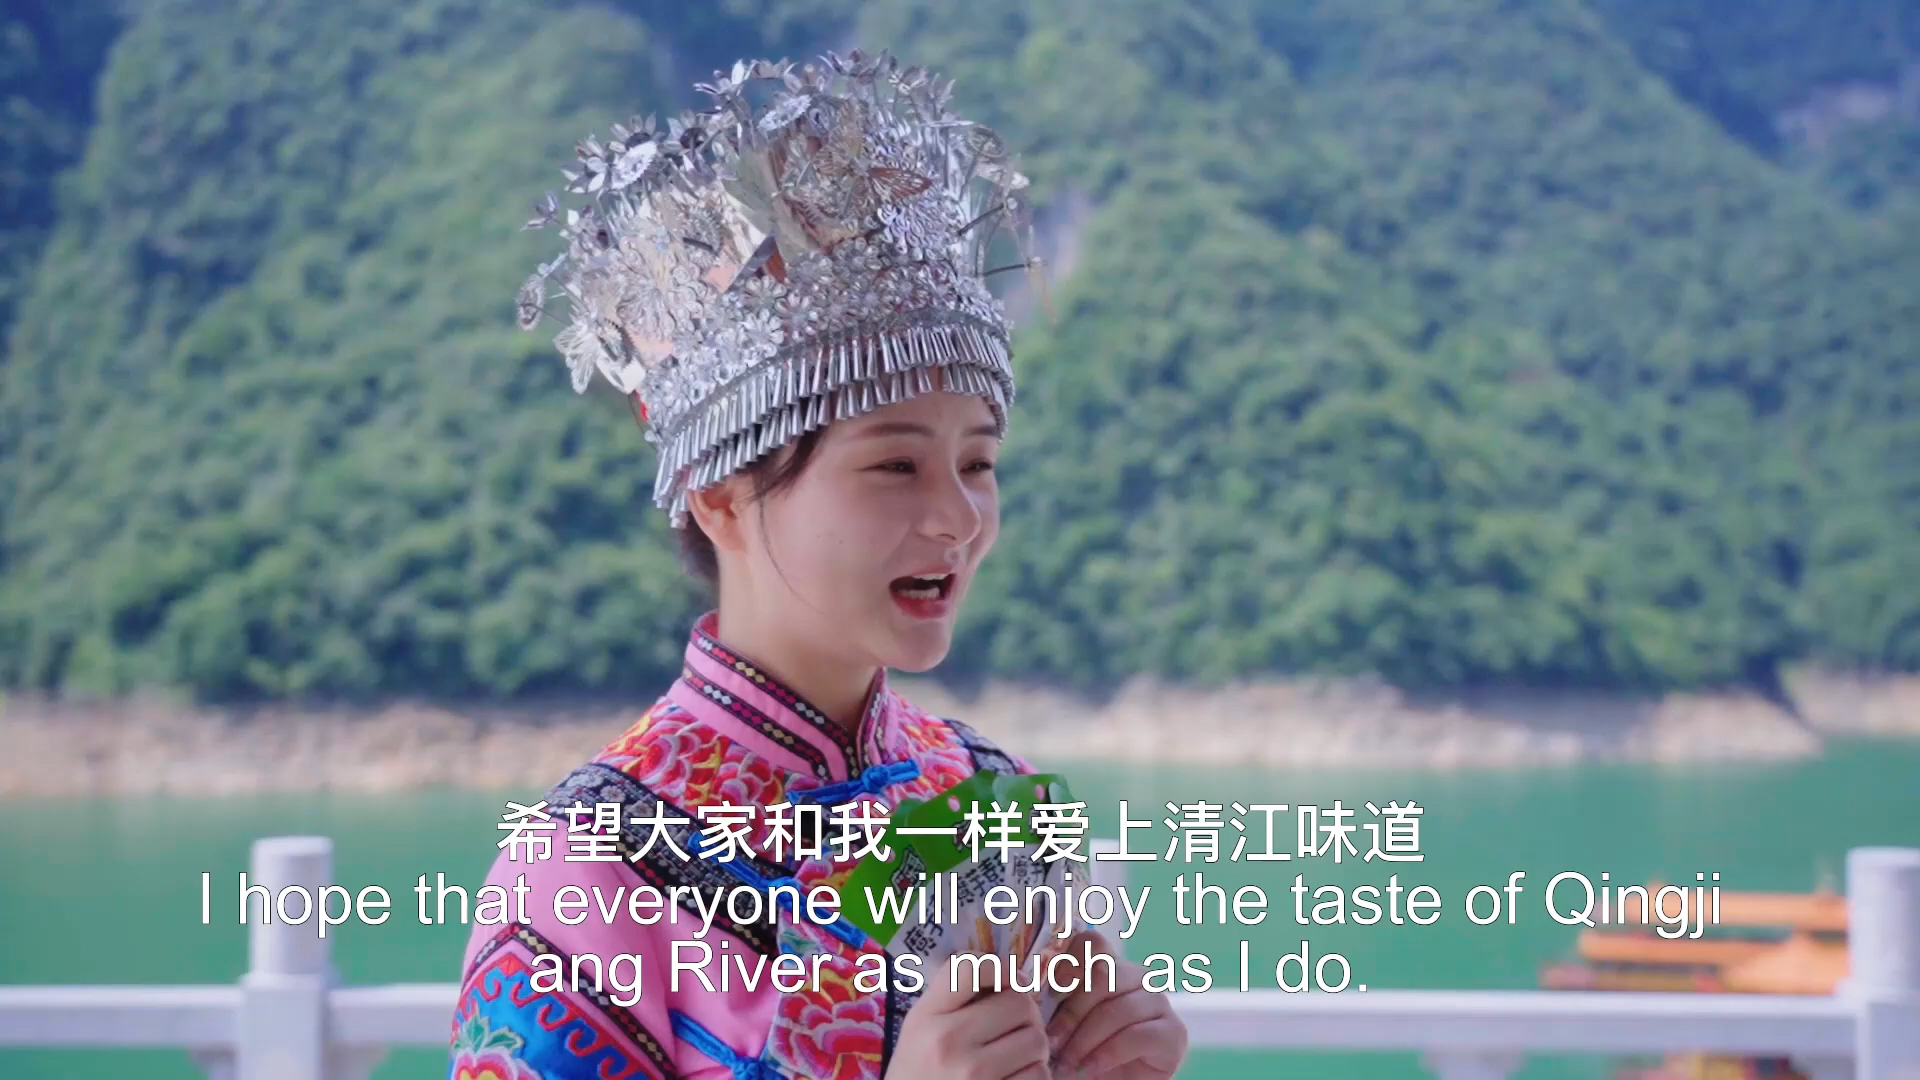 希望大家和我一样爱上清江味道
I hope that everyone will enjoy the taste of Qingji
ang River as much as I do.